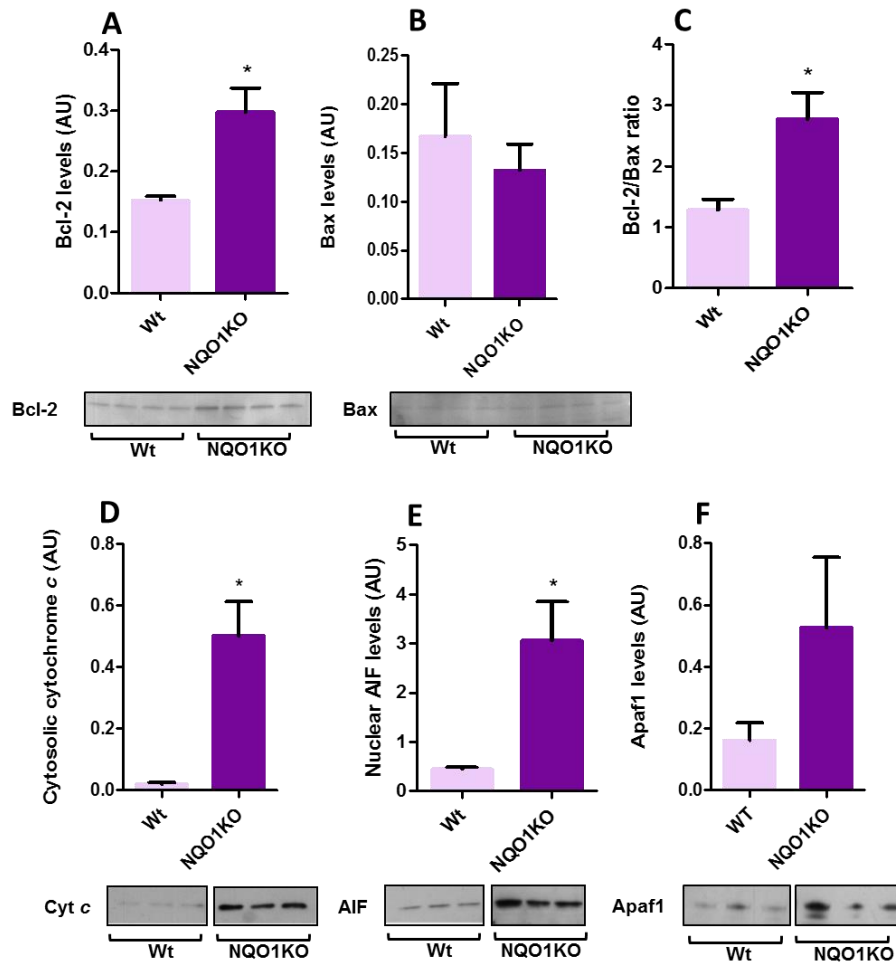 A
Bcl-2 levels (AU)
0.4
0.3
0.2
0.1
0.0
*
Wt
NQO1KO
B
Bax levels (AU)
0.25
0.20
0.15
0.10
0.05
0.00
Wt
NQO1KO
C
Bcl-2/Bax ratio
4
3
2
1
0
*
Wt
NQO1KO
Bcl-2
Wt
NQO1KO
Bax
Wt
NQO1KO
D
Cytosolic cytochrome c (AU)
0.8
0.6
0.4
0.2
0.0
*
Wt
NQO1KO
E
Nuclear AIF levels (AU)
5
4
3
2
1
0
*
Wt
NQO1KO
F
Apaf1 levels (AU)
0.8
0.6
0.4
0.2
0.0
WT
NQO1KO
Cyt c
Wt
NQO1KO
AIF
Wt
NQO1KO
Apaf1
Wt
NQO1KO